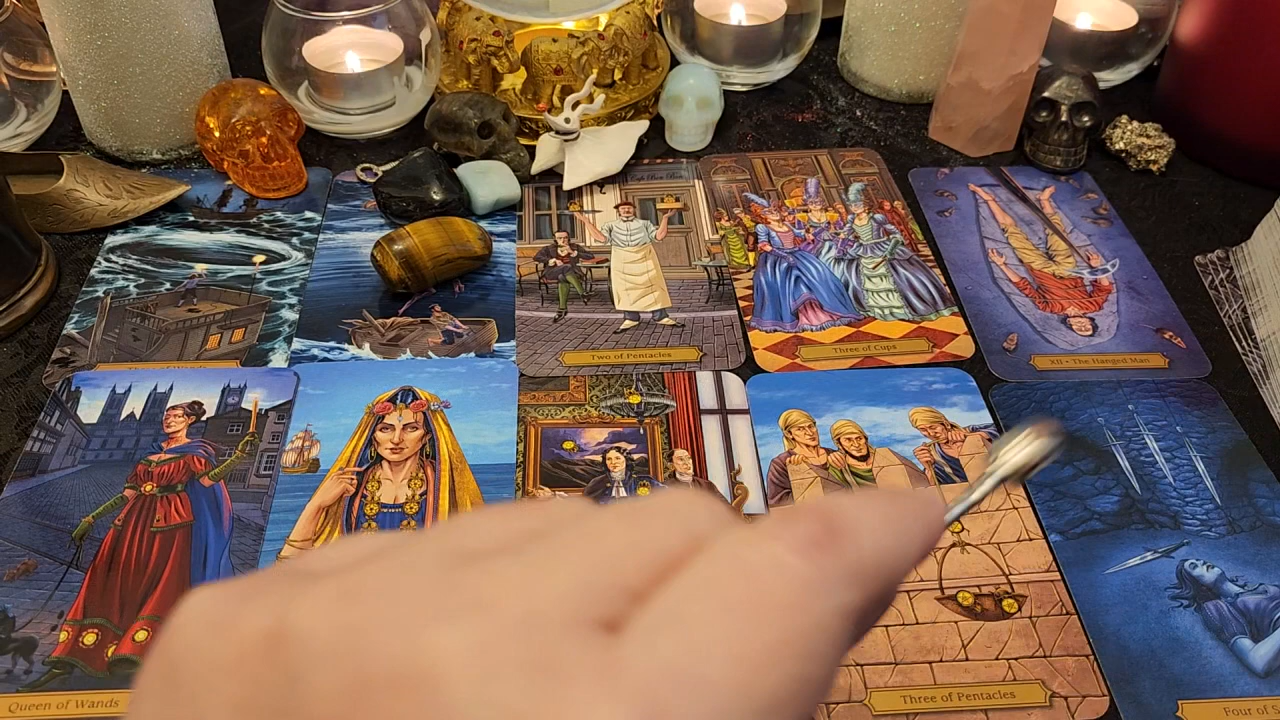 Two of Pentacles
Three of Cups
XII • The Hanged Man
Queen of Wands
Three of Pentacles
Four of S